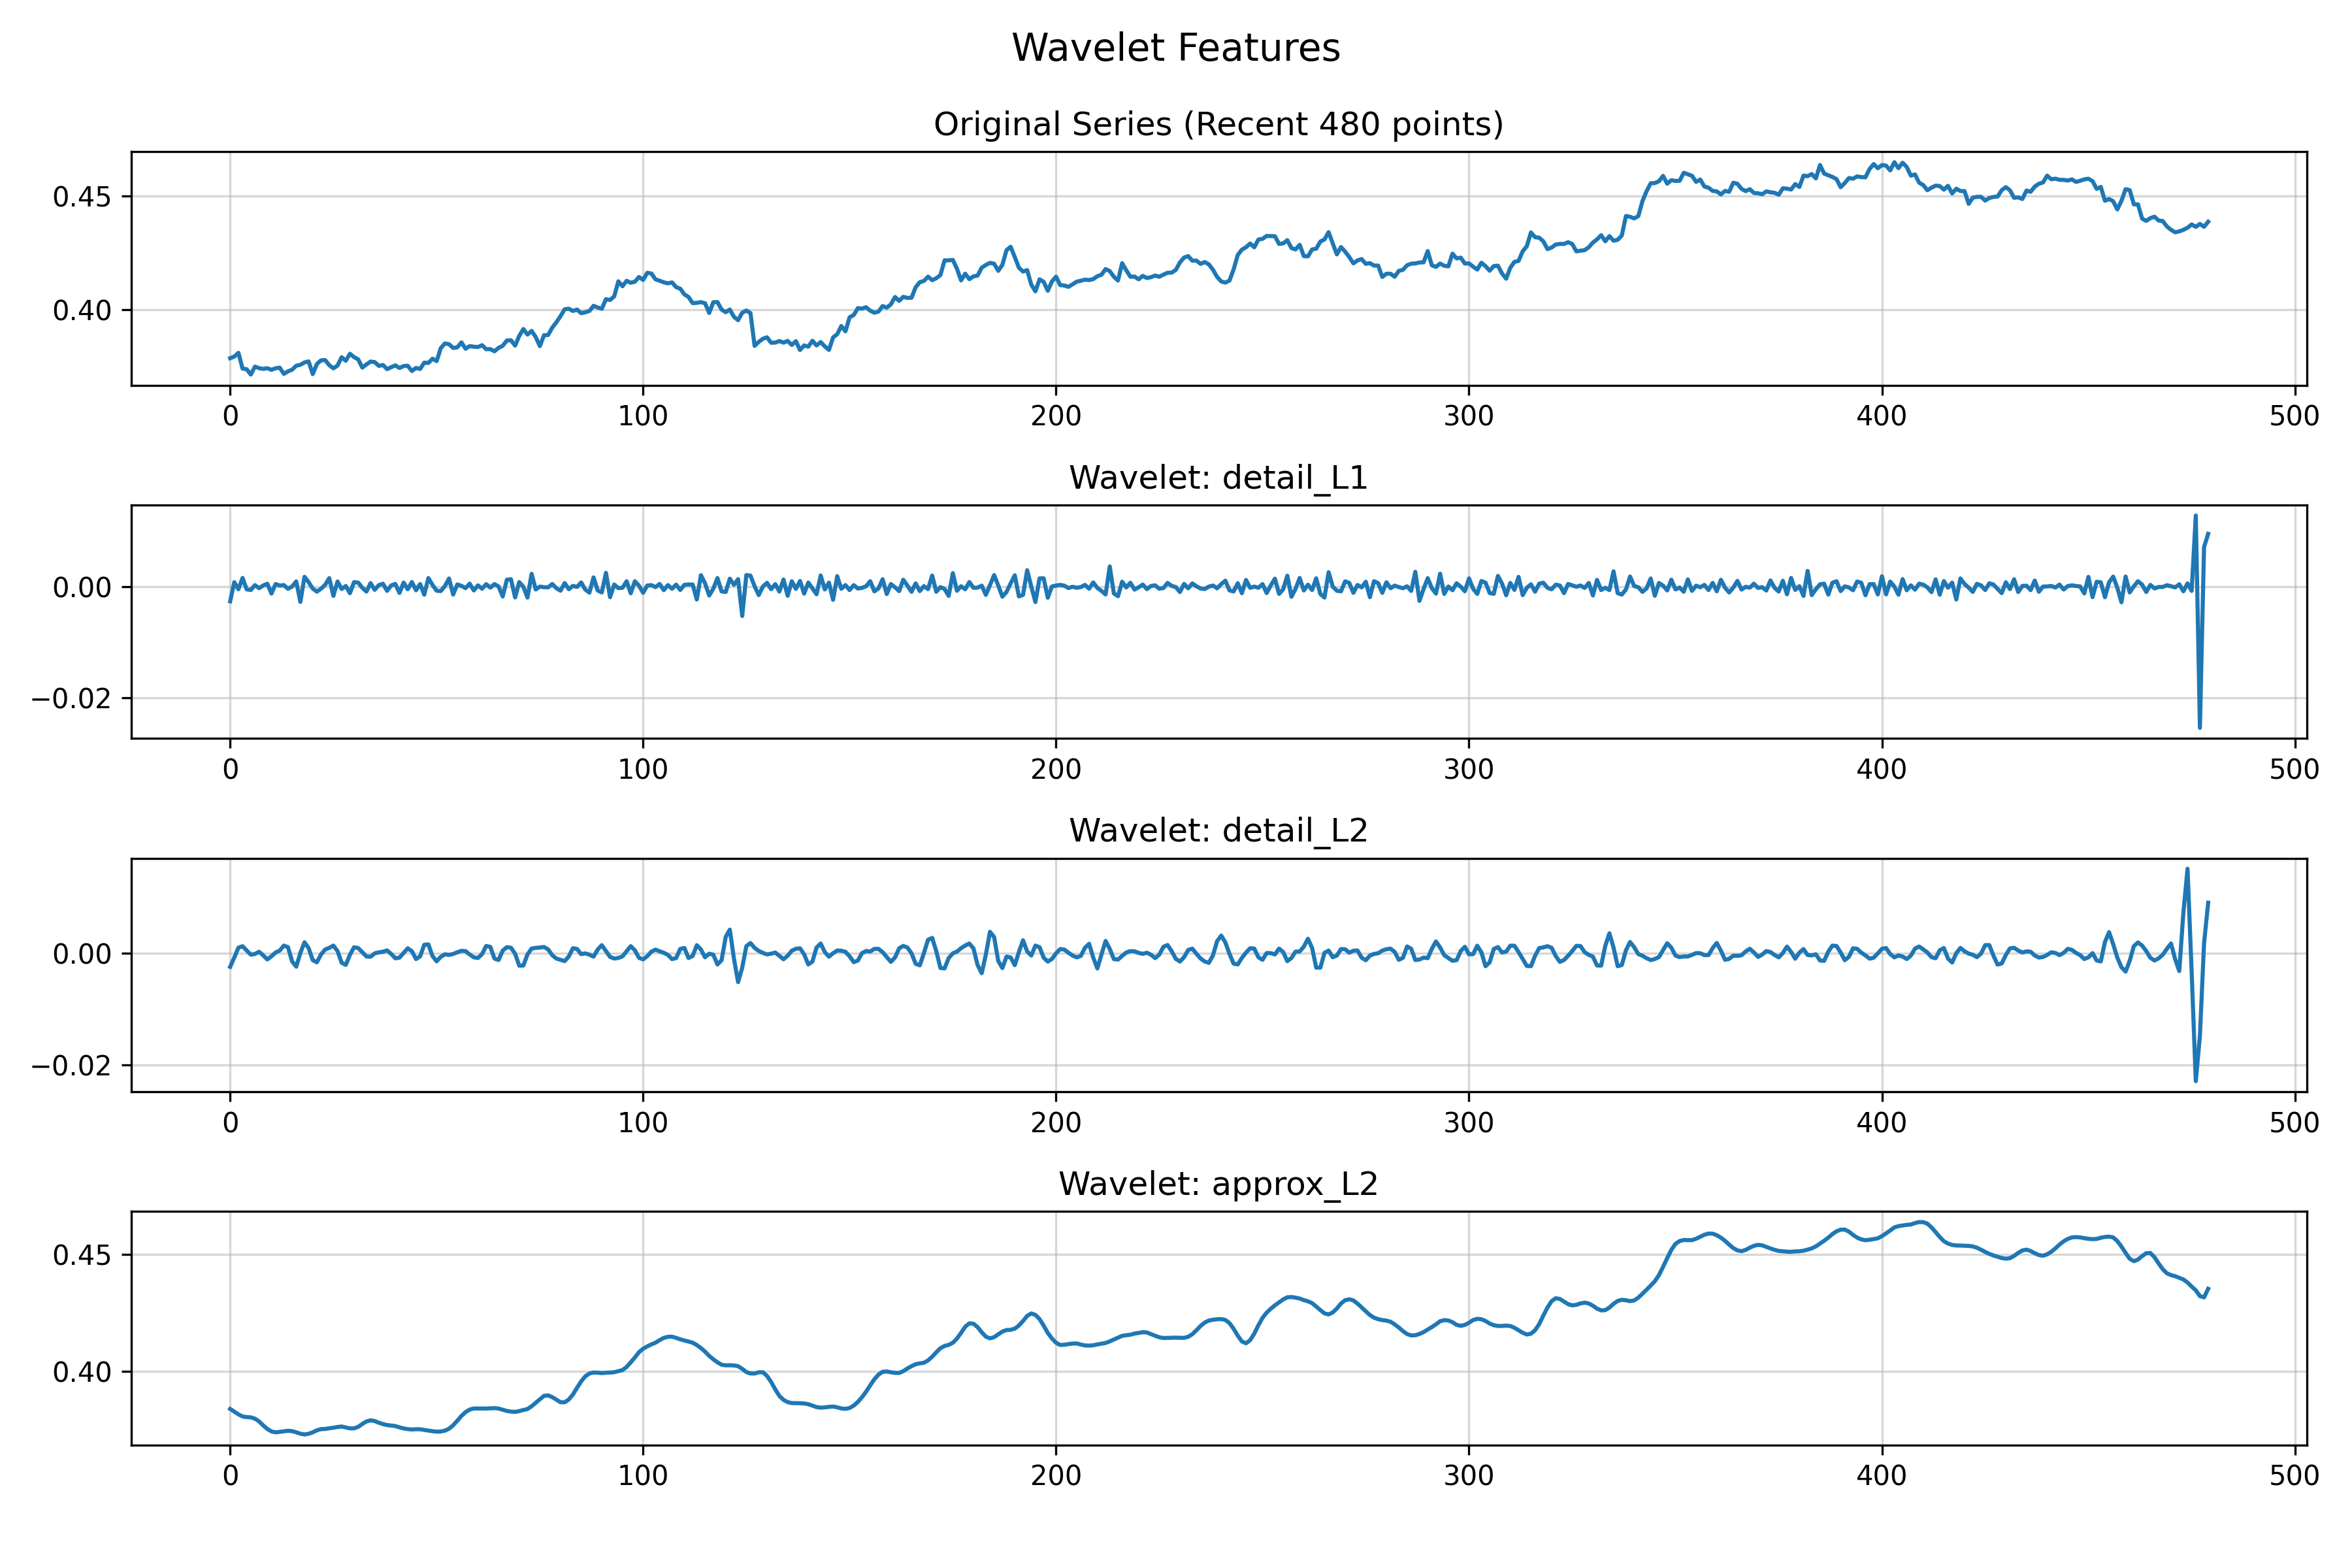 Wavelet Features
Original Series (Recent 480 points)
0.45
0.40
0 100 200 300 400 500
Wavelet: detail_L1
0.00
−0.02
0 100 200 300 400 500
Wavelet: detail_L2
0.00
−0.02
0 100 200 300 400 500
Wavelet: approx_L2
0.45
0.40
0 100 200 300 400 500